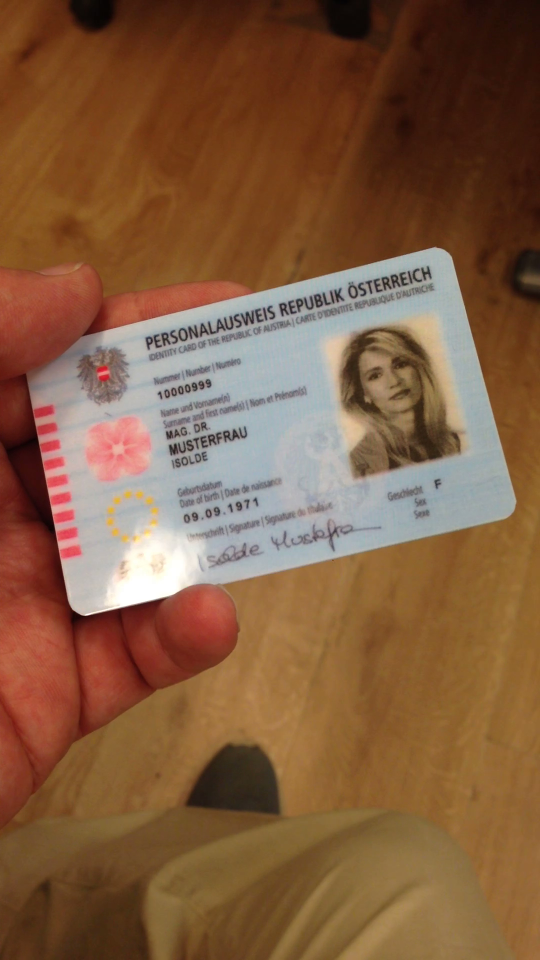 PERSONALAUSWEIS REPUBLIK ÖSTERREICH
IDENTITY CARD OF THE REPUBLIC OF AUSTRIA | CARTE D'IDENTITE REPUBLIQUE D'AUTRICHE
Nummer | Number | Numéro
10000999
Name und Vorname(n)
Surname and first name(s) | Nom et Prénom(s)
MAG. DR.
MUSTERFRAU
ISOLDE
Geburtsdatum
Date of birth | Date de naissance
09.09.1971
Geschlecht F
Sex
Sexe
Unterschrift | Signature | Signature du titulaire
Isolde Musterfrau